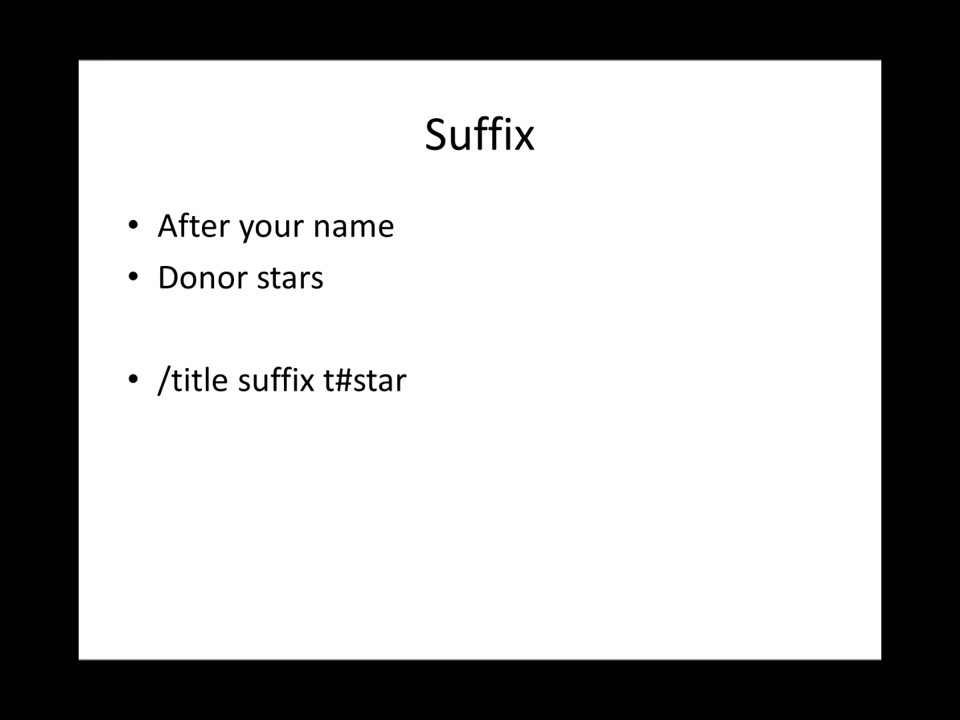 Suffix
• After your name
• Donor stars
• /title suffix t#star